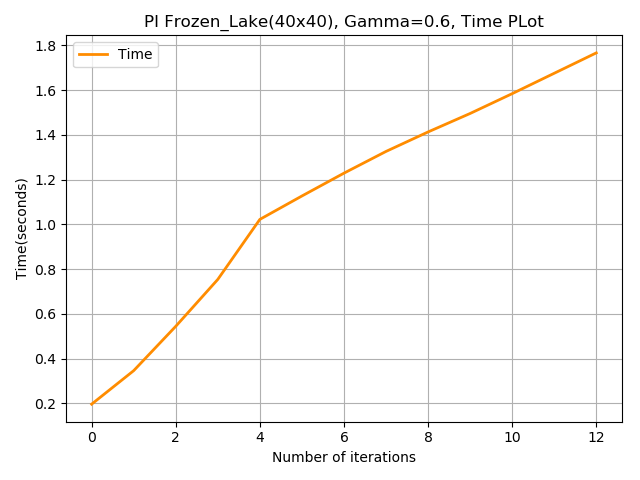 PI Frozen_Lake(40x40), Gamma=0.6, Time PLot
Time
1.8
1.6
1.4
1.2
1.0
0.8
0.6
0.4
0.2
Time(seconds)
0 2 4 6 8 10 12
Number of iterations